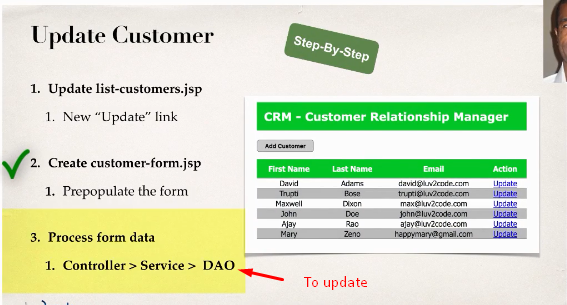 Update Customer
Step-By-Step
1. Update list-customers.jsp
1. New “Update” link
2. Create customer-form.jsp
1. Prepopulate the form
3. Process form data
1. Controller > Service > DAO
To update
CRM - Customer Relationship Manager
Add Customer
First Name Last Name Email Action
David Adams david@luv2code.com Update
Trupti Bose trupti@luv2code.com Update
Maxwell Dixon max@luv2code.com Update
John Doe john@luv2code.com Update
Ajay Rao ajay@luv2code.com Update
Mary Zeno happymary@gmail.com Update